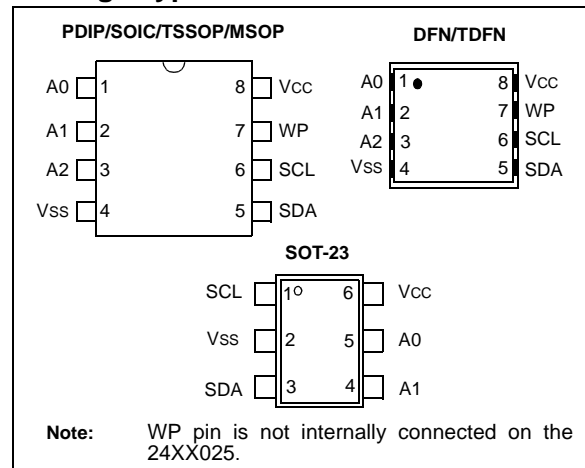 PDIP/SOIC/TSSOP/MSOP
A0 1 8 VCC
A1 2 7 WP
A2 3 6 SCL
VSS 4 5 SDA
DFN/TDFN
A0 1 8 VCC
A1 2 7 WP
A2 3 6 SCL
VSS 4 5 SDA
SOT-23
SCL 1 6 VCC
VSS 2 5 A0
SDA 3 4 A1
Note: WP pin is not internally connected on the
24XX025.